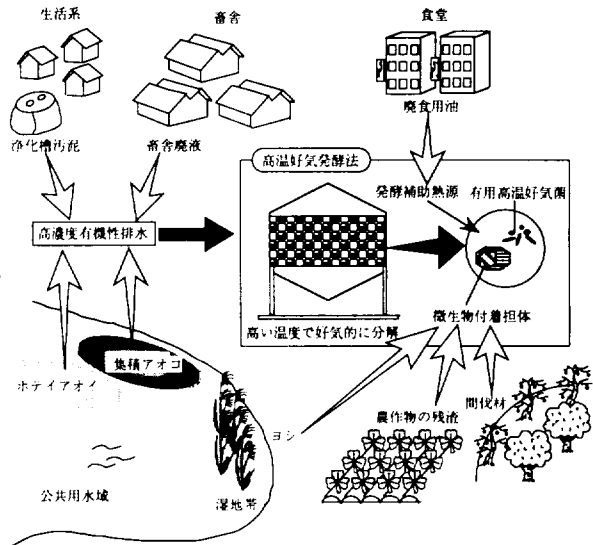 生活系
畜舎
食堂
浄化槽汚泥
畜舎廃液
廃食用油
高温好気発酵法
発酵補助熱源
有用高温好気菌
高濃度有機性排水
高い温度で好気的に分解
微生物付着担体
集積アオコ
ホテイアオイ
ヨシ
農作物の残渣
間伐材
公共用水域
湿地帯